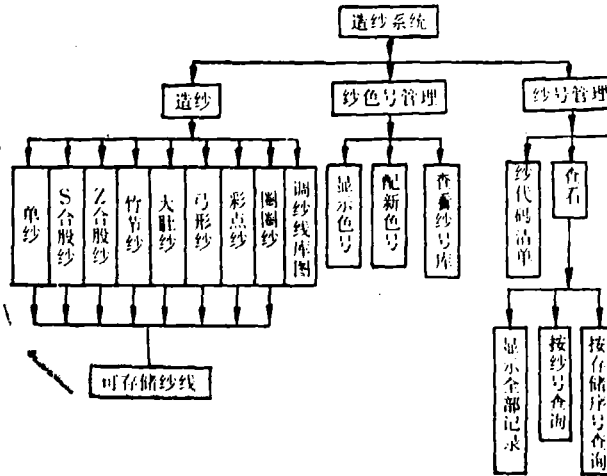 造纱系统
造纱
纱色号管理
纱号管理
单纱
S合股纱
Z合股纱
竹节纱
大肚纱
弓形纱
彩点纱
圈圈纱
调纱线库图
显示色号
配新色号
查看纱号库
纱代码清单
查看
可存储纱线
显示全部记录
按纱号查询
按存储序号查询